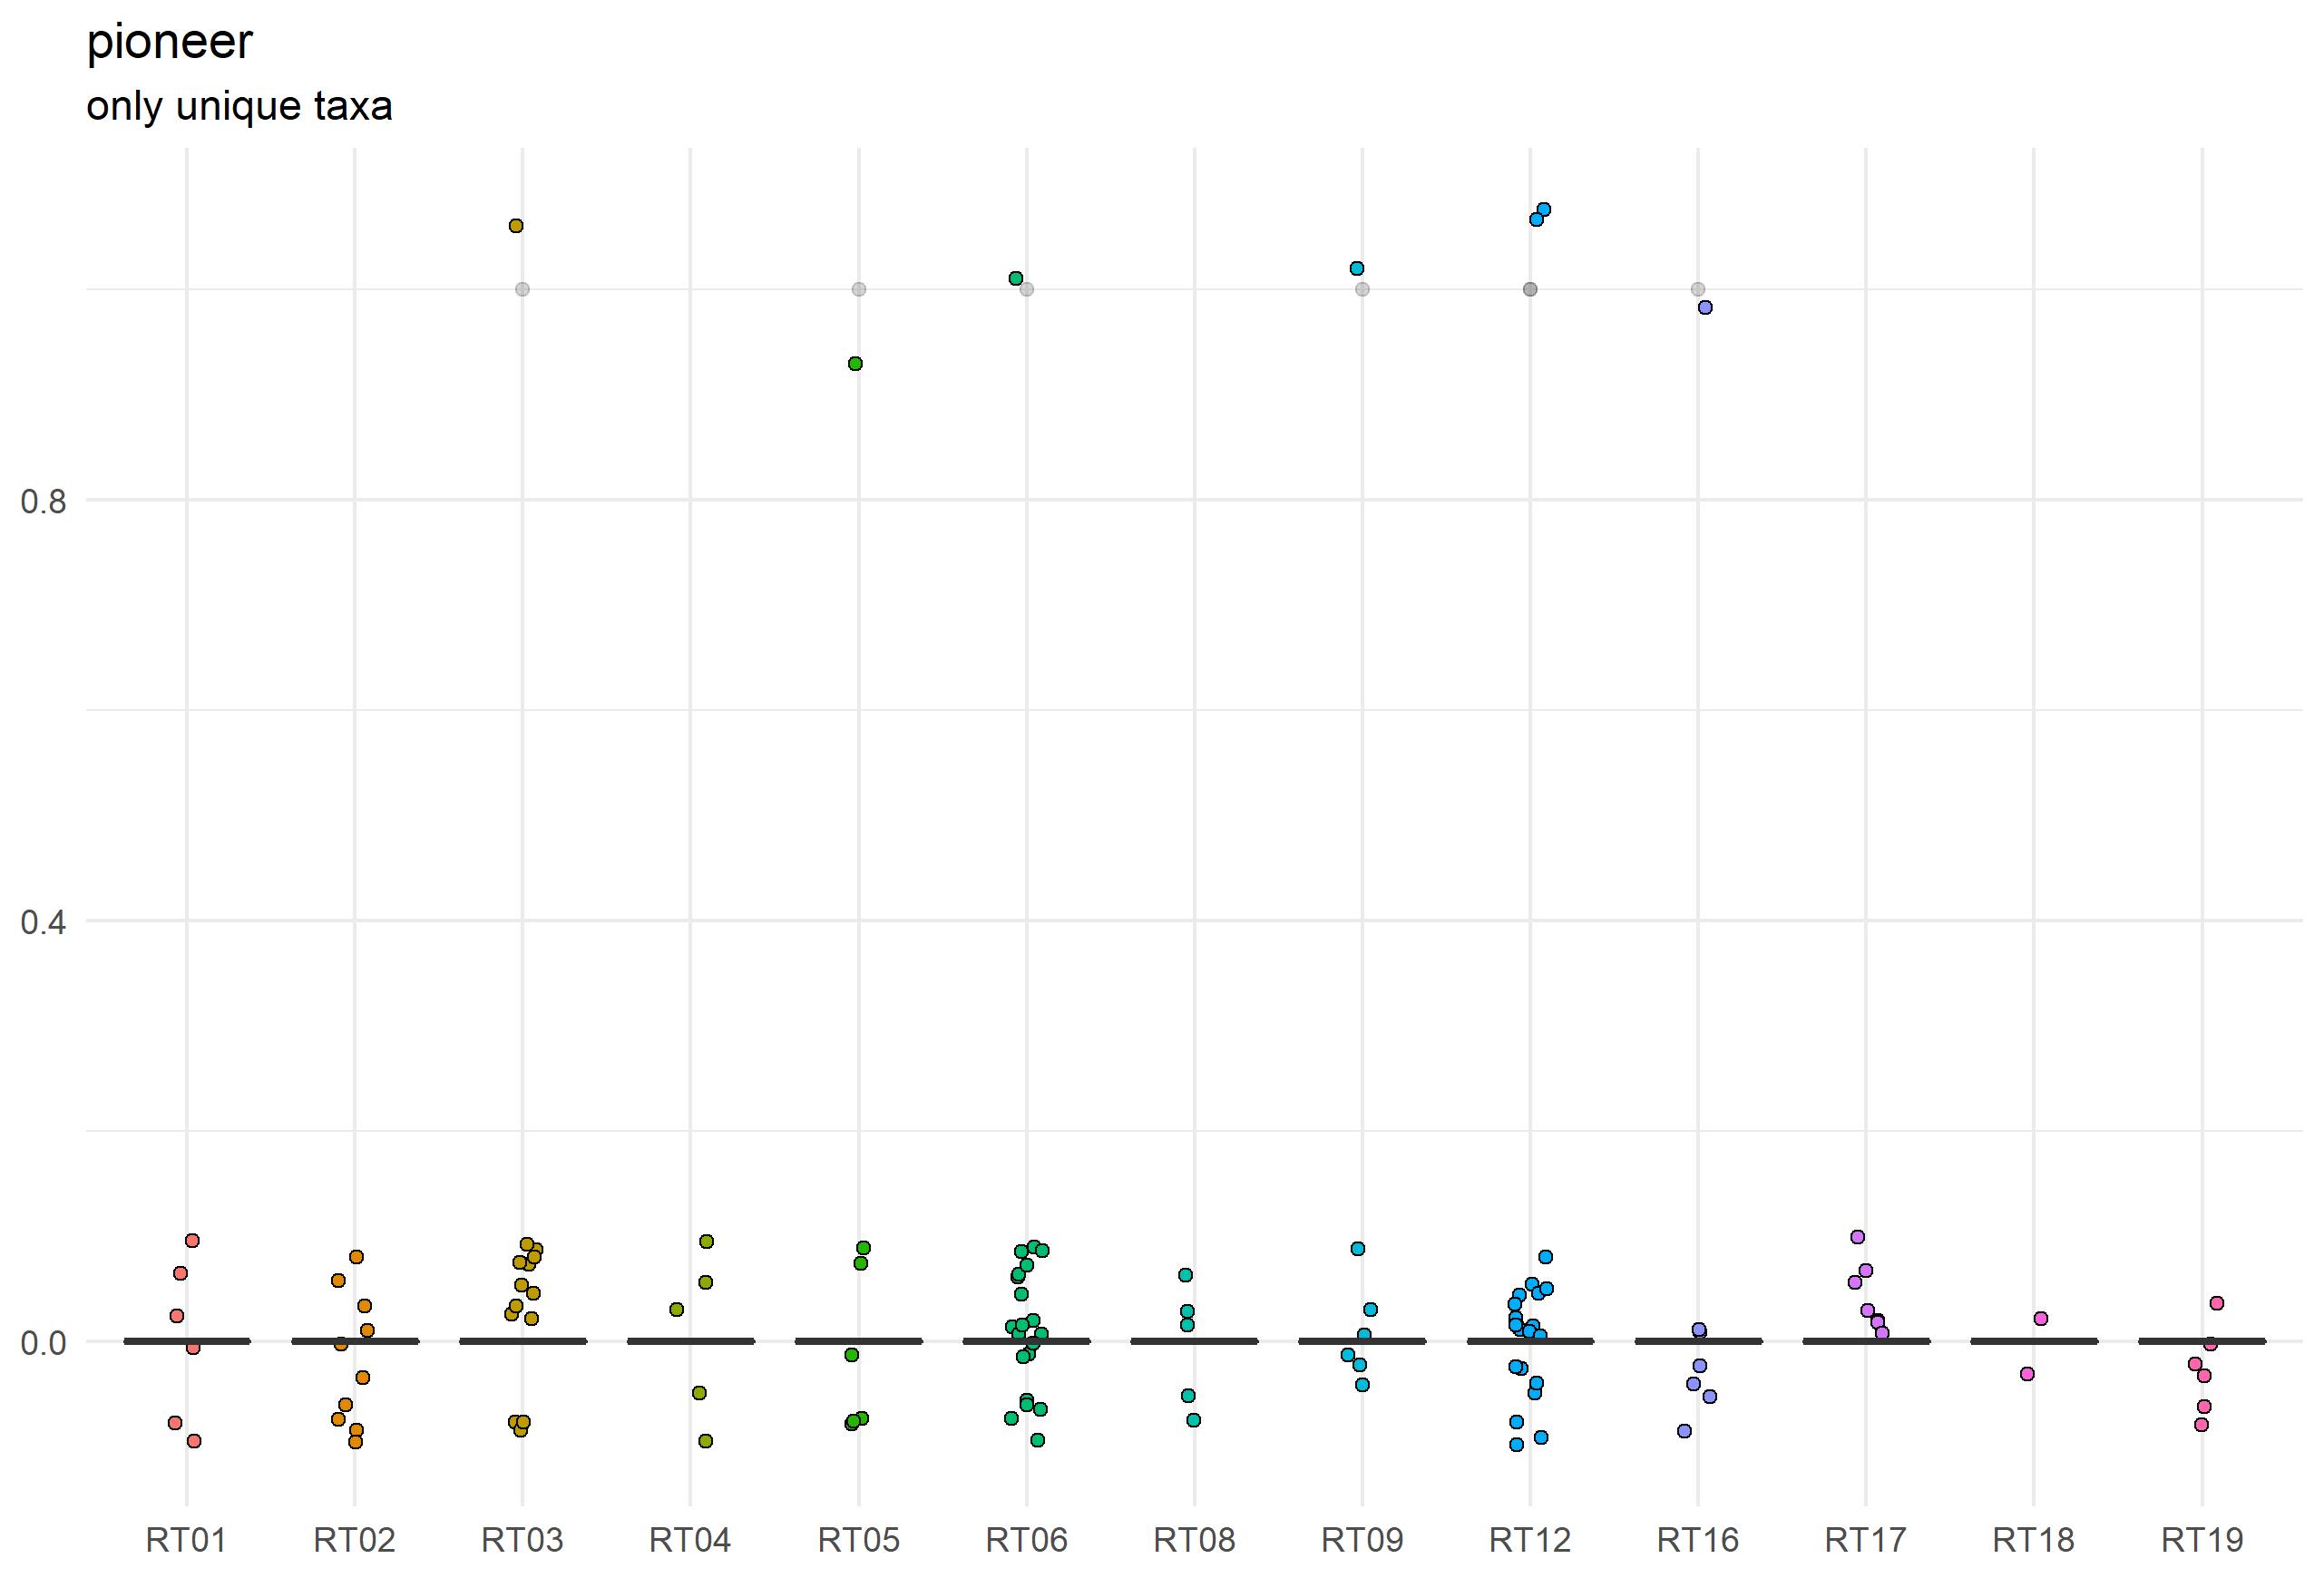 pioneer
only unique taxa
0.8
0.4
0.0
RT01 RT02 RT03 RT04 RT05 RT06 RT08 RT09 RT12 RT16 RT17 RT18 RT19